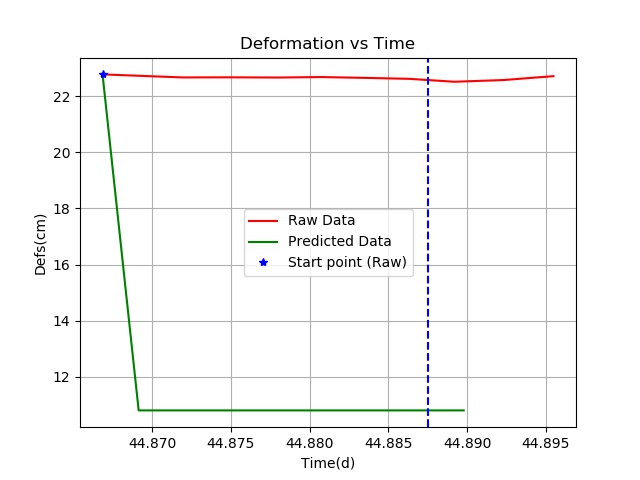 Deformation vs Time
Defs(cm)
22
20
18
16
14
12
Raw Data
Predicted Data
Start point (Raw)
44.870 44.875 44.880 44.885 44.890 44.895
Time(d)